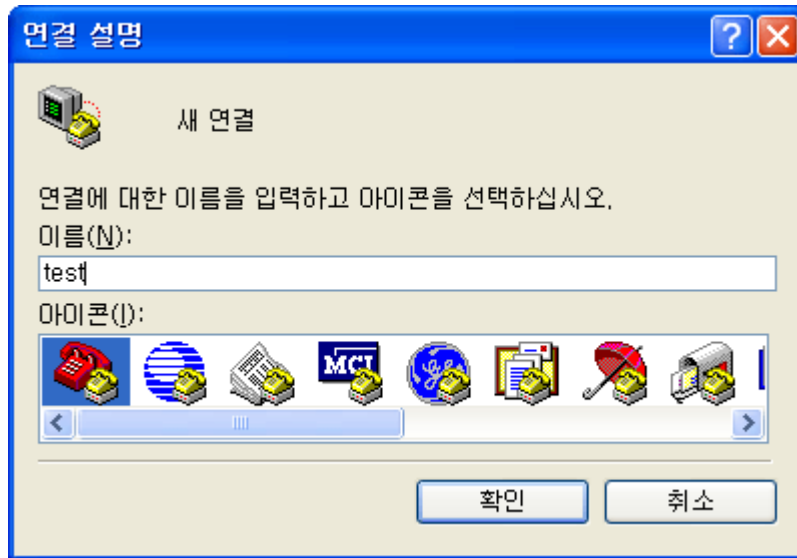 연결 설명
새 연결
연결에 대한 이름을 입력하고 아이콘을 선택하십시오.
이름(N):
test
아이콘(I):
MCI
확인 취소